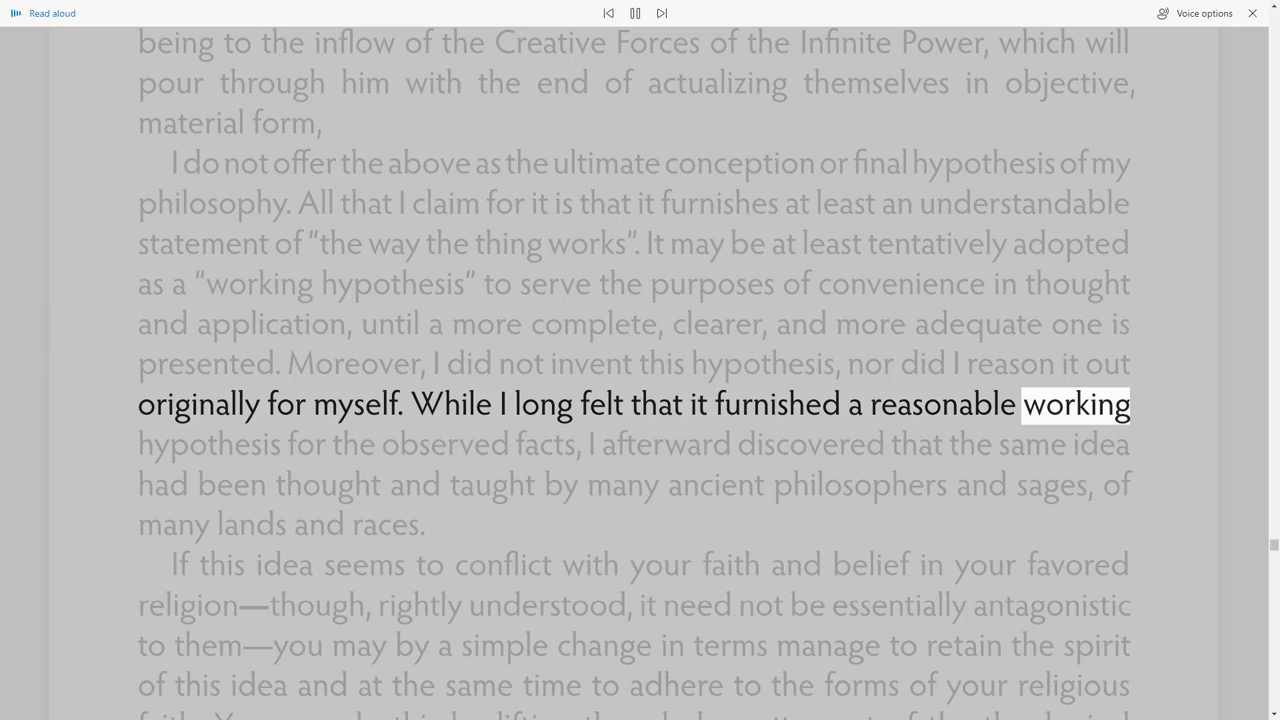 Read aloud
Voice options
being to the inflow of the Creative Forces of the Infinite Power, which will
pour through him with the end of actualizing themselves in objective,
material form,
I do not offer the above as the ultimate conception or final hypothesis of my
philosophy. All that I claim for it is that it furnishes at least an understandable
statement of “the way the thing works”. It may be at least tentatively adopted
as a “working hypothesis” to serve the purposes of convenience in thought
and application, until a more complete, clearer, and more adequate one is
presented. Moreover, I did not invent this hypothesis, nor did I reason it out
originally for myself. While I long felt that it furnished a reasonable working
hypothesis for the observed facts, I afterward discovered that the same idea
had been thought and taught by many ancient philosophers and sages, of
many lands and races.
If this idea seems to conflict with your faith and belief in your favored
religion—though, rightly understood, it need not be essentially antagonistic
to them—you may by a simple change in terms manage to retain the spirit
of this idea and at the same time to adhere to the forms of your religious